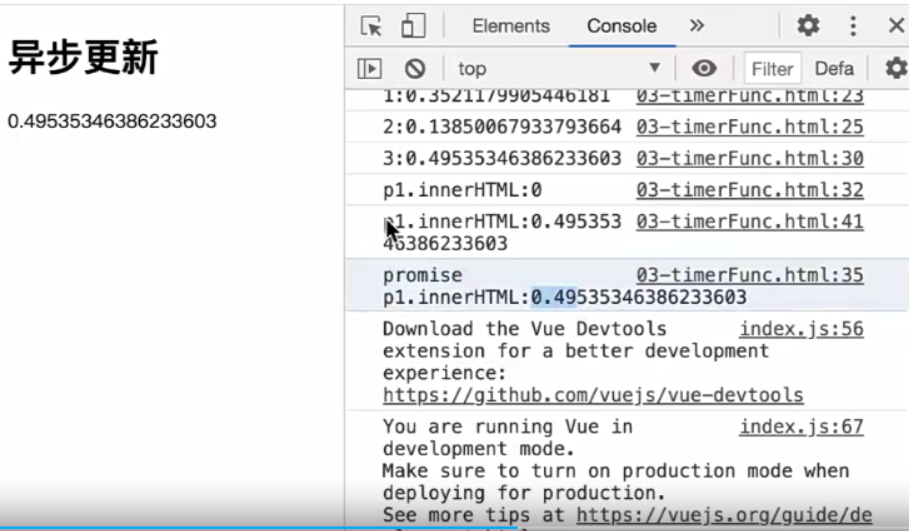 异步更新
0.49535346386233603
Elements Console »
top Filter Defa
1:0.3521179905446181 03-timerFunc.html:23
2:0.13850067933793664 03-timerFunc.html:25
3:0.49535346386233603 03-timerFunc.html:30
p1.innerHTML:0 03-timerFunc.html:32
p1.innerHTML:0.495353 03-timerFunc.html:41
46386233603
promise 03-timerFunc.html:35
p1.innerHTML:0.49535346386233603
Download the Vue Devtools index.js:56
extension for a better development
experience:
https://github.com/vuejs/vue-devtools
You are running Vue in index.js:67
development mode.
Make sure to turn on production mode when
deploying for production.
See more tips at https://vuejs.org/guide/de